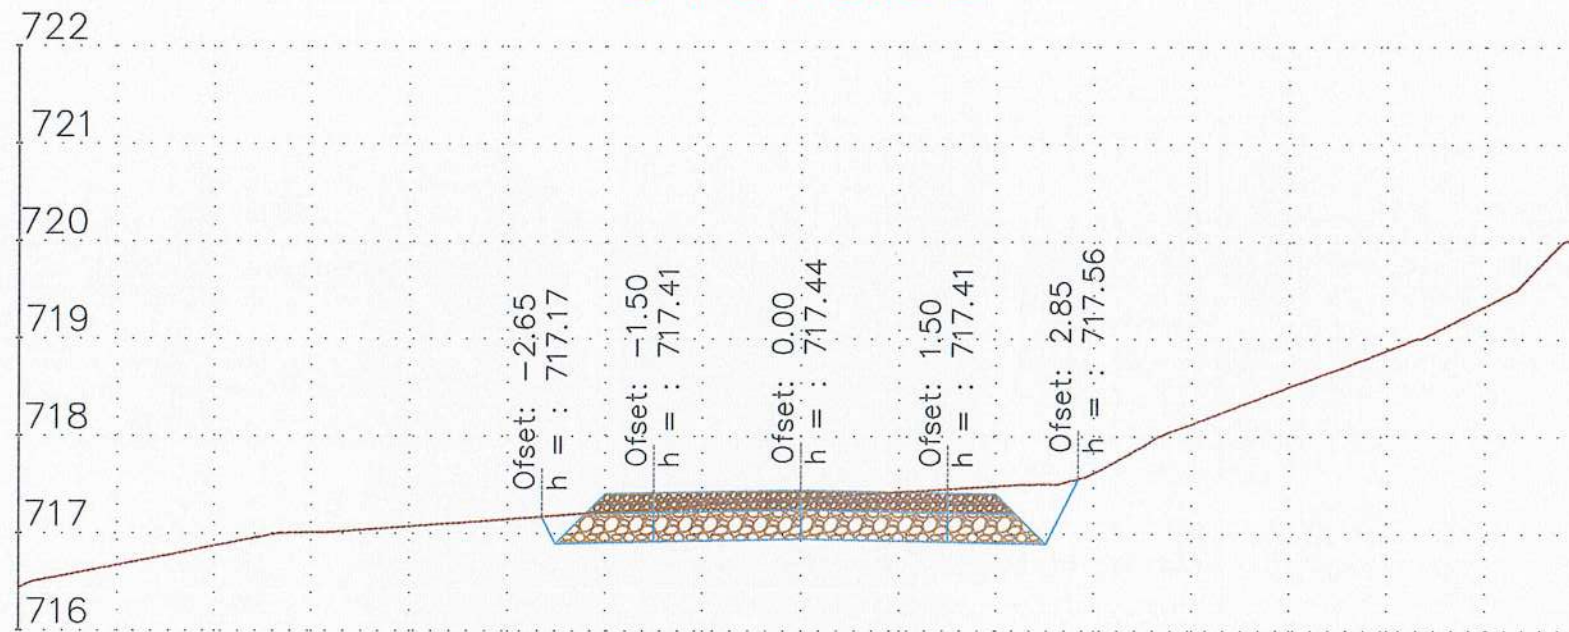 722
721
720
719
718
717
716
Ofset: -2.65
h = : 717.17
Ofset: -1.50
h = : 717.41
Ofset: 0.00
h = : 717.44
Ofset: 1.50
h = : 717.41
Ofset: 2.85
h = : 717.56